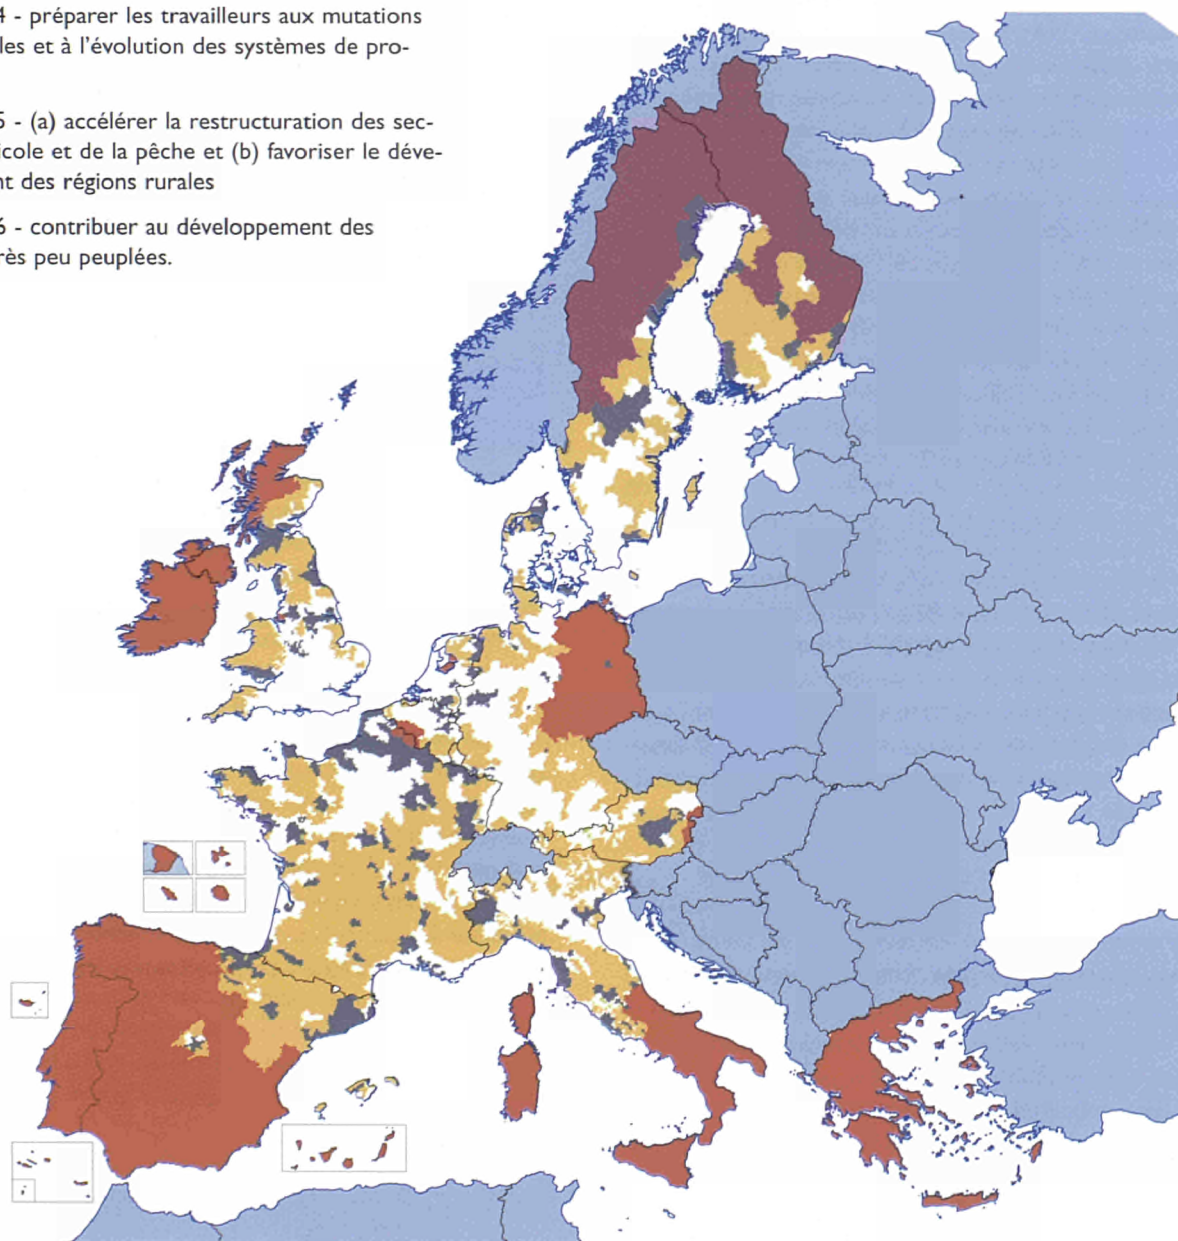 4 - préparer les travailleurs aux mutations
les et à l'évolution des systèmes de pro-
5 - (a) accélérer la restructuration des sec-
icole et de la pêche et (b) favoriser le déve-
nt des régions rurales
6 - contribuer au développement des
rès peu peuplées.